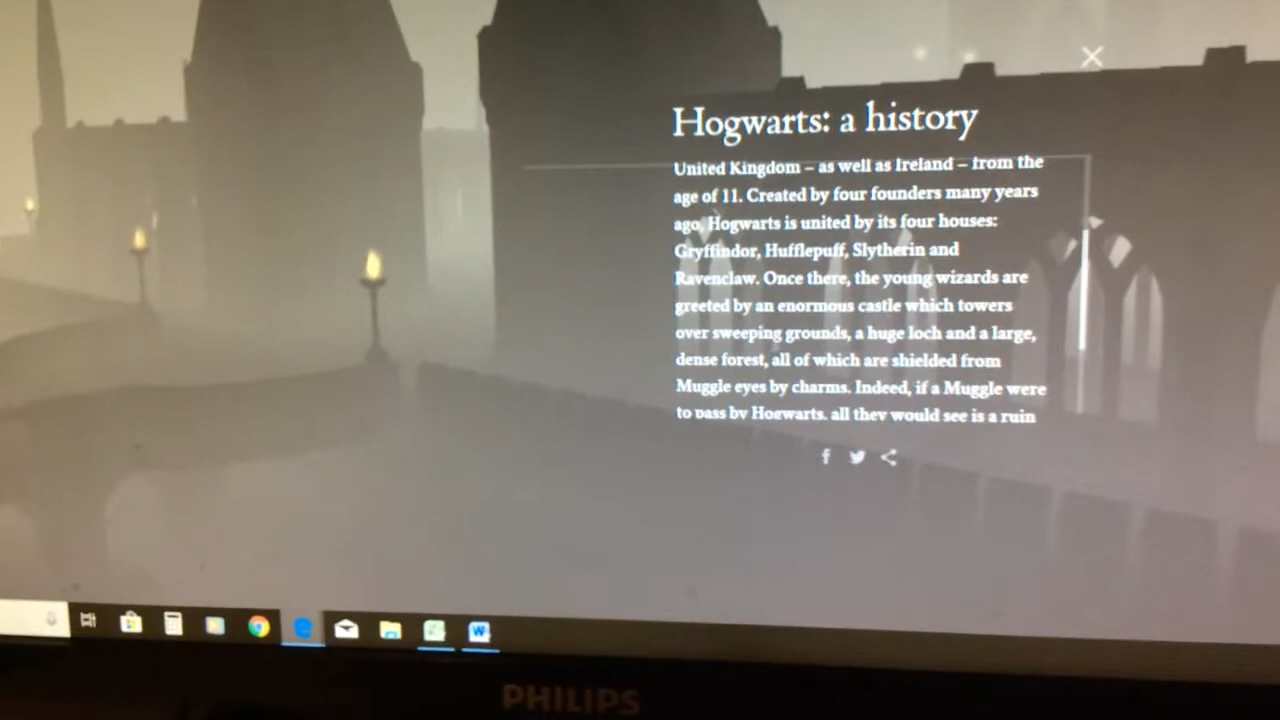 Hogwarts: a history
United Kingdom – as well as Ireland – from the
age of 11. Created by four founders many years
ago, Hogwarts is united by its four houses:
Gryffindor, Hufflepuff, Slytherin and
Ravenclaw. Once there, the young wizards are
greeted by an enormous castle which towers
over sweeping grounds, a huge loch and a large,
dense forest, all of which are shielded from
Muggle eyes by charms. Indeed, if a Muggle were
to pass by Hogwarts, all they would see is a ruin
PHILIPS